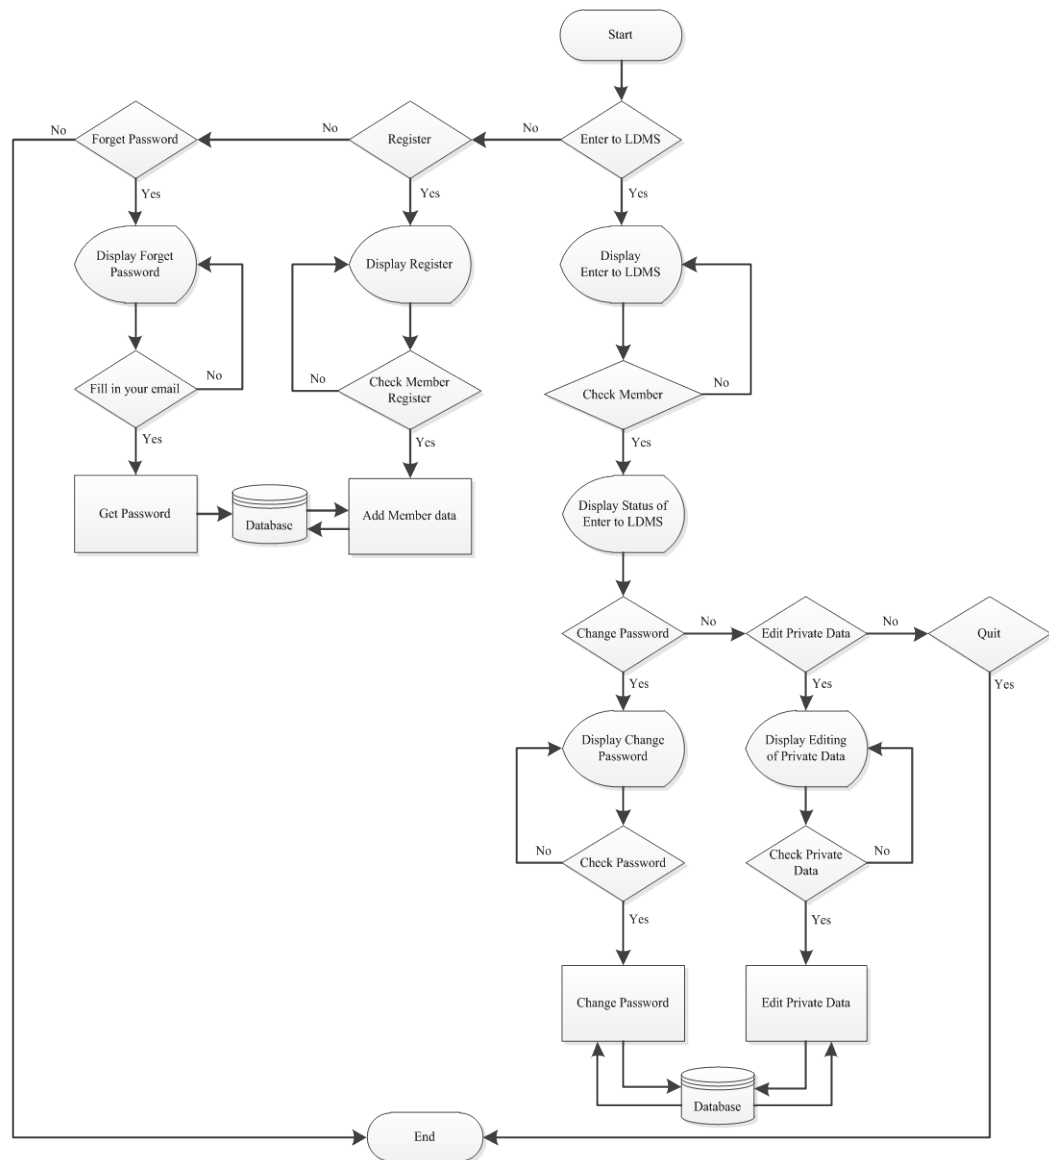 Start
No
Forget Password
No
Register
No
Enter to LDMS
Yes
Yes
Yes
Display Forget
Password
Display Register
Display
Enter to LDMS
Fill in your email
No
No
Check Member
Register
Check Member
No
Yes
Yes
Yes
Get Password
Database
Add Member data
Display Status of
Enter to LDMS
Change Password
No
Edit Private Data
No
Quit
Yes
Yes
Yes
Display Change
Password
Display Editing
of Private Data
No
Check Password
Check Private
Data
No
Yes
Yes
Change Password
Edit Private Data
Database
End